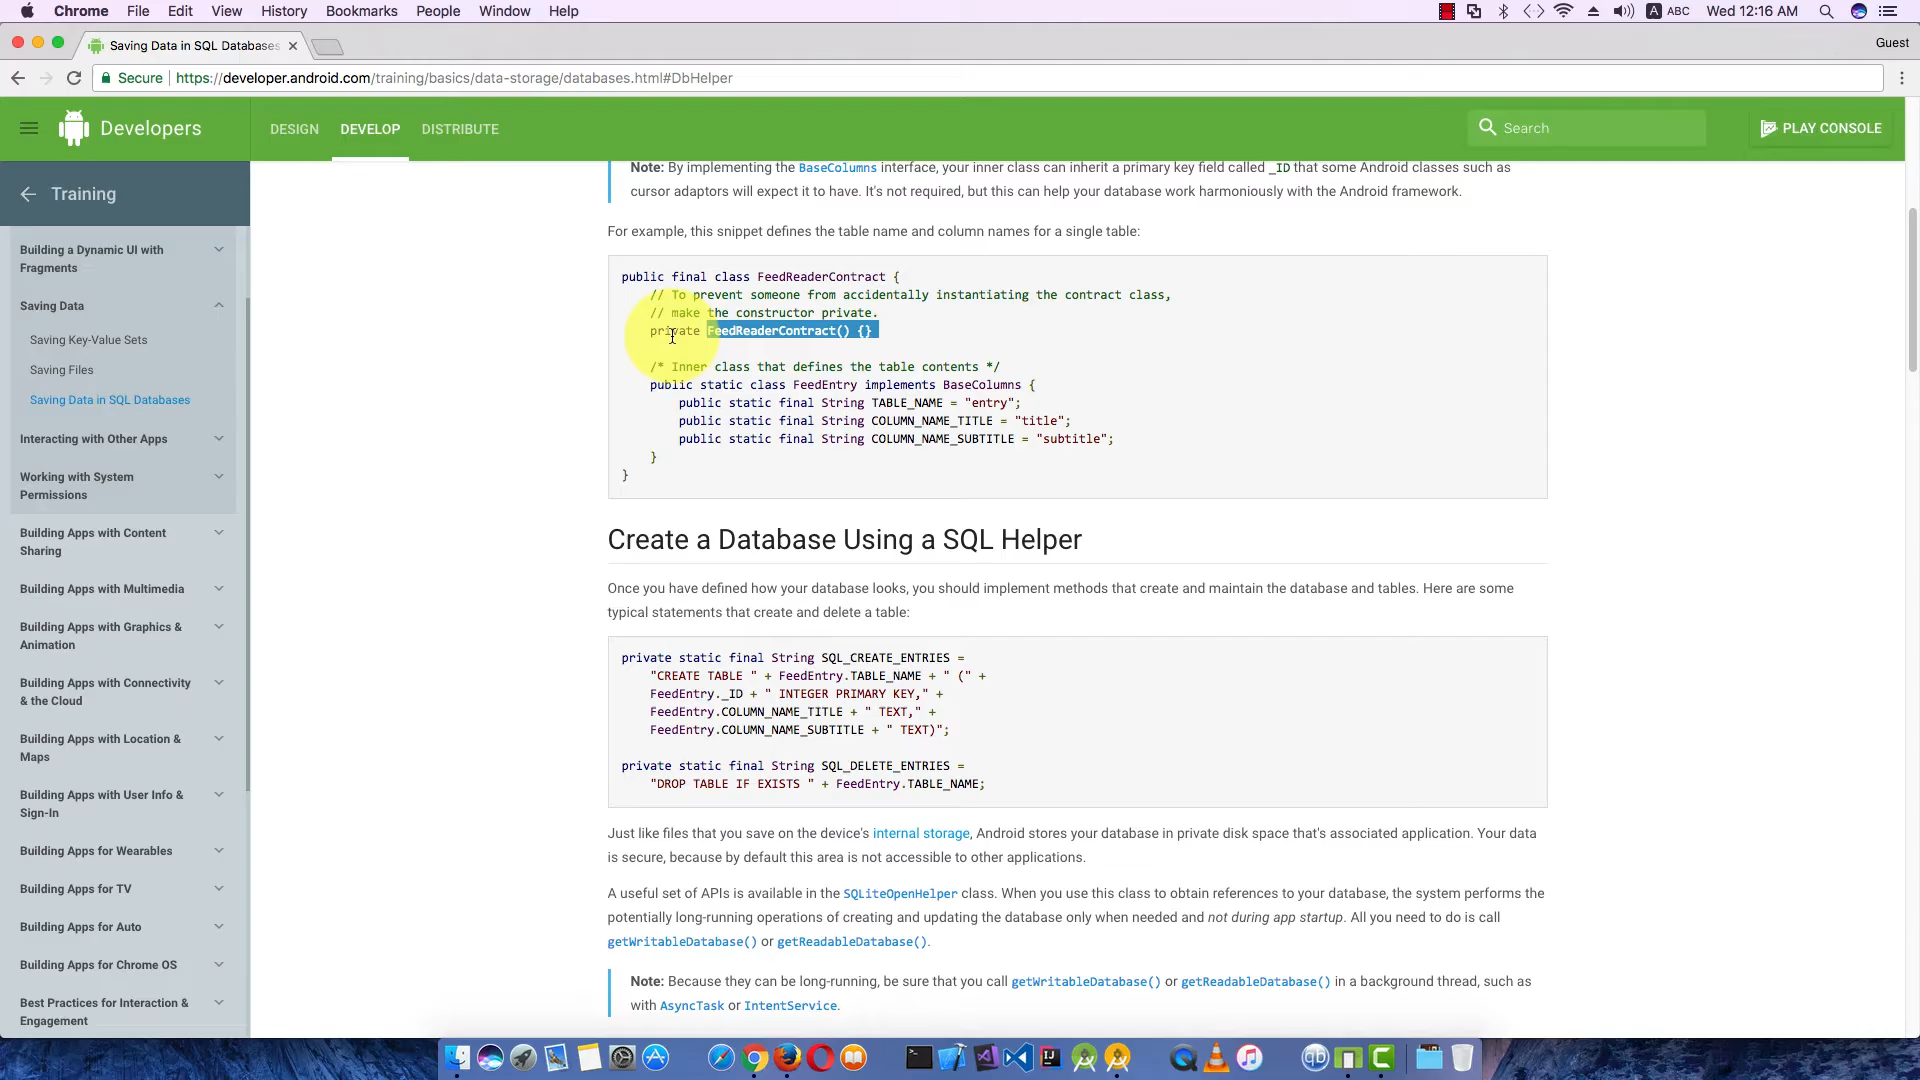 Chrome File Edit View History Bookmarks People Window Help
A ABC Wed 12:16 AM
Saving Data in SQL Databases
Guest
Secure https://developer.android.com/training/basics/data-storage/databases.html#DbHelper
Developers DESIGN DEVELOP DISTRIBUTE Search PLAY CONSOLE
Training
Building a Dynamic UI with
Fragments
Saving Data
Saving Key-Value Sets
Saving Files
Saving Data in SQL Databases
Interacting with Other Apps
Working with System
Permissions
Building Apps with Content
Sharing
Building Apps with Multimedia
Building Apps with Graphics &
Animation
Building Apps with Connectivity
& the Cloud
Building Apps with Location &
Maps
Building Apps with User Info &
Sign-In
Building Apps for Wearables
Building Apps for TV
Building Apps for Auto
Building Apps for Chrome OS
Best Practices for Interaction &
Engagement
Note: By implementing the BaseColumns interface, your inner class can inherit a primary key field called _ID that some Android classes such as
cursor adaptors will expect it to have. It's not required, but this can help your database work harmoniously with the Android framework.
For example, this snippet defines the table name and column names for a single table:
public final class FeedReaderContract {
// To prevent someone from accidentally instantiating the contract class,
// make the constructor private.
private FeedReaderContract() {}
/* Inner class that defines the table contents */
public static class FeedEntry implements BaseColumns {
public static final String TABLE_NAME = "entry";
public static final String COLUMN_NAME_TITLE = "title";
public static final String COLUMN_NAME_SUBTITLE = "subtitle";
}
}
Create a Database Using a SQL Helper
Once you have defined how your database looks, you should implement methods that create and maintain the database and tables. Here are some
typical statements that create and delete a table:
private static final String SQL_CREATE_ENTRIES =
"CREATE TABLE " + FeedEntry.TABLE_NAME + " (" +
FeedEntry._ID + " INTEGER PRIMARY KEY," +
FeedEntry.COLUMN_NAME_TITLE + " TEXT," +
FeedEntry.COLUMN_NAME_SUBTITLE + " TEXT)";
private static final String SQL_DELETE_ENTRIES =
"DROP TABLE IF EXISTS " + FeedEntry.TABLE_NAME;
Just like files that you save on the device's internal storage, Android stores your database in private disk space that's associated application. Your data
is secure, because by default this area is not accessible to other applications.
A useful set of APIs is available in the SQLiteOpenHelper class. When you use this class to obtain references to your database, the system performs the
potentially long-running operations of creating and updating the database only when needed and not during app startup. All you need to do is call
getWritableDatabase() or getReadableDatabase().
Note: Because they can be long-running, be sure that you call getWritableDatabase() or getReadableDatabase() in a background thread, such as
with AsyncTask or IntentService.